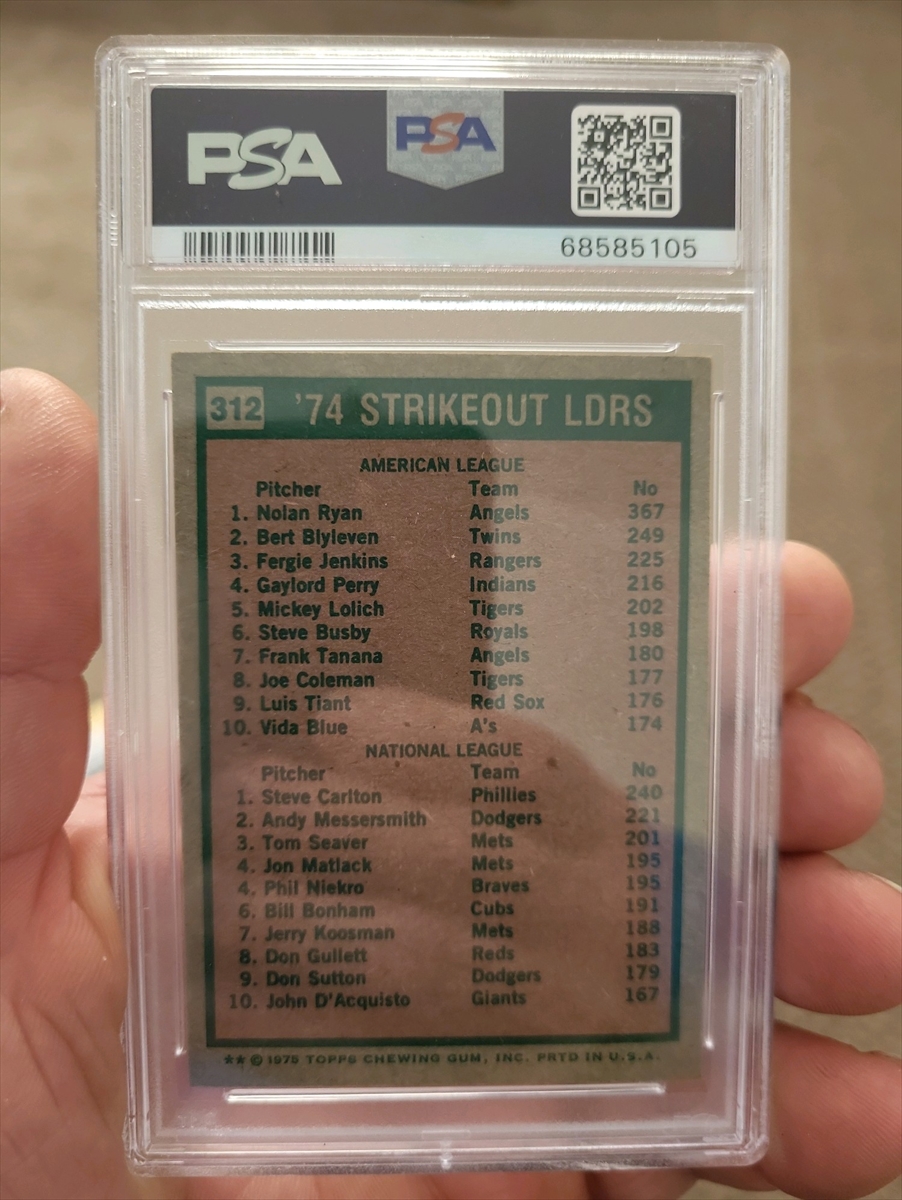 PSA PSA
68585105
312 '74 STRIKEOUT LDRS
AMERICAN LEAGUE
Pitcher Team No
1. Nolan Ryan Angels 367
2. Bert Blyleven Twins 249
3. Fergie Jenkins Rangers 225
4. Gaylord Perry Indians 216
5. Mickey Lolich Tigers 202
6. Steve Busby Royals 198
7. Frank Tanana Angels 180
8. Joe Coleman Tigers 177
9. Luis Tiant Red Sox 176
10. Vida Blue A's 174
NATIONAL LEAGUE
Pitcher Team No
1. Steve Carlton Phillies 240
2. Andy Messersmith Dodgers 221
3. Tom Seaver Mets 201
4. Jon Matlack Mets 195
4. Phil Niekro Braves 195
6. Bill Bonham Cubs 191
7. Jerry Koosman Mets 188
8. Don Gullett Reds 183
9. Don Sutton Dodgers 179
10. John D'Acquisto Giants 167
** © 1975 TOPPS CHEWING GUM, INC. PRTD IN U.S.A.